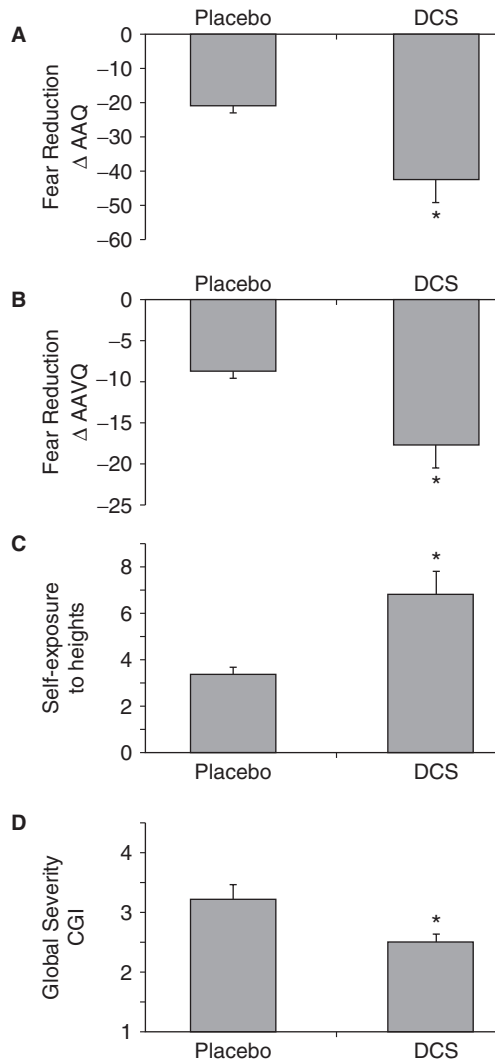 A
Placebo DCS
0
−10
−20
−30
−40
−50
−60
Fear Reduction
Δ AAQ
*
B
Placebo DCS
0
−5
−10
−15
−20
−25
Fear Reduction
Δ AAVQ
*
C
8
6
4
2
0
Self-exposure
to heights
*
Placebo DCS
D
4
3
2
1
Global Severity
CGI
*
Placebo DCS